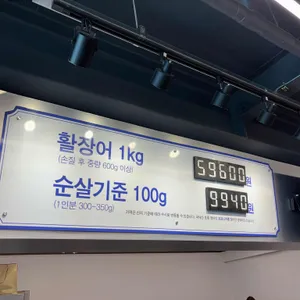 활장어 1kg 59600원
(손질 후 중량 600g 이상)
순살기준 100g 9940원
(1인분 300~350g)